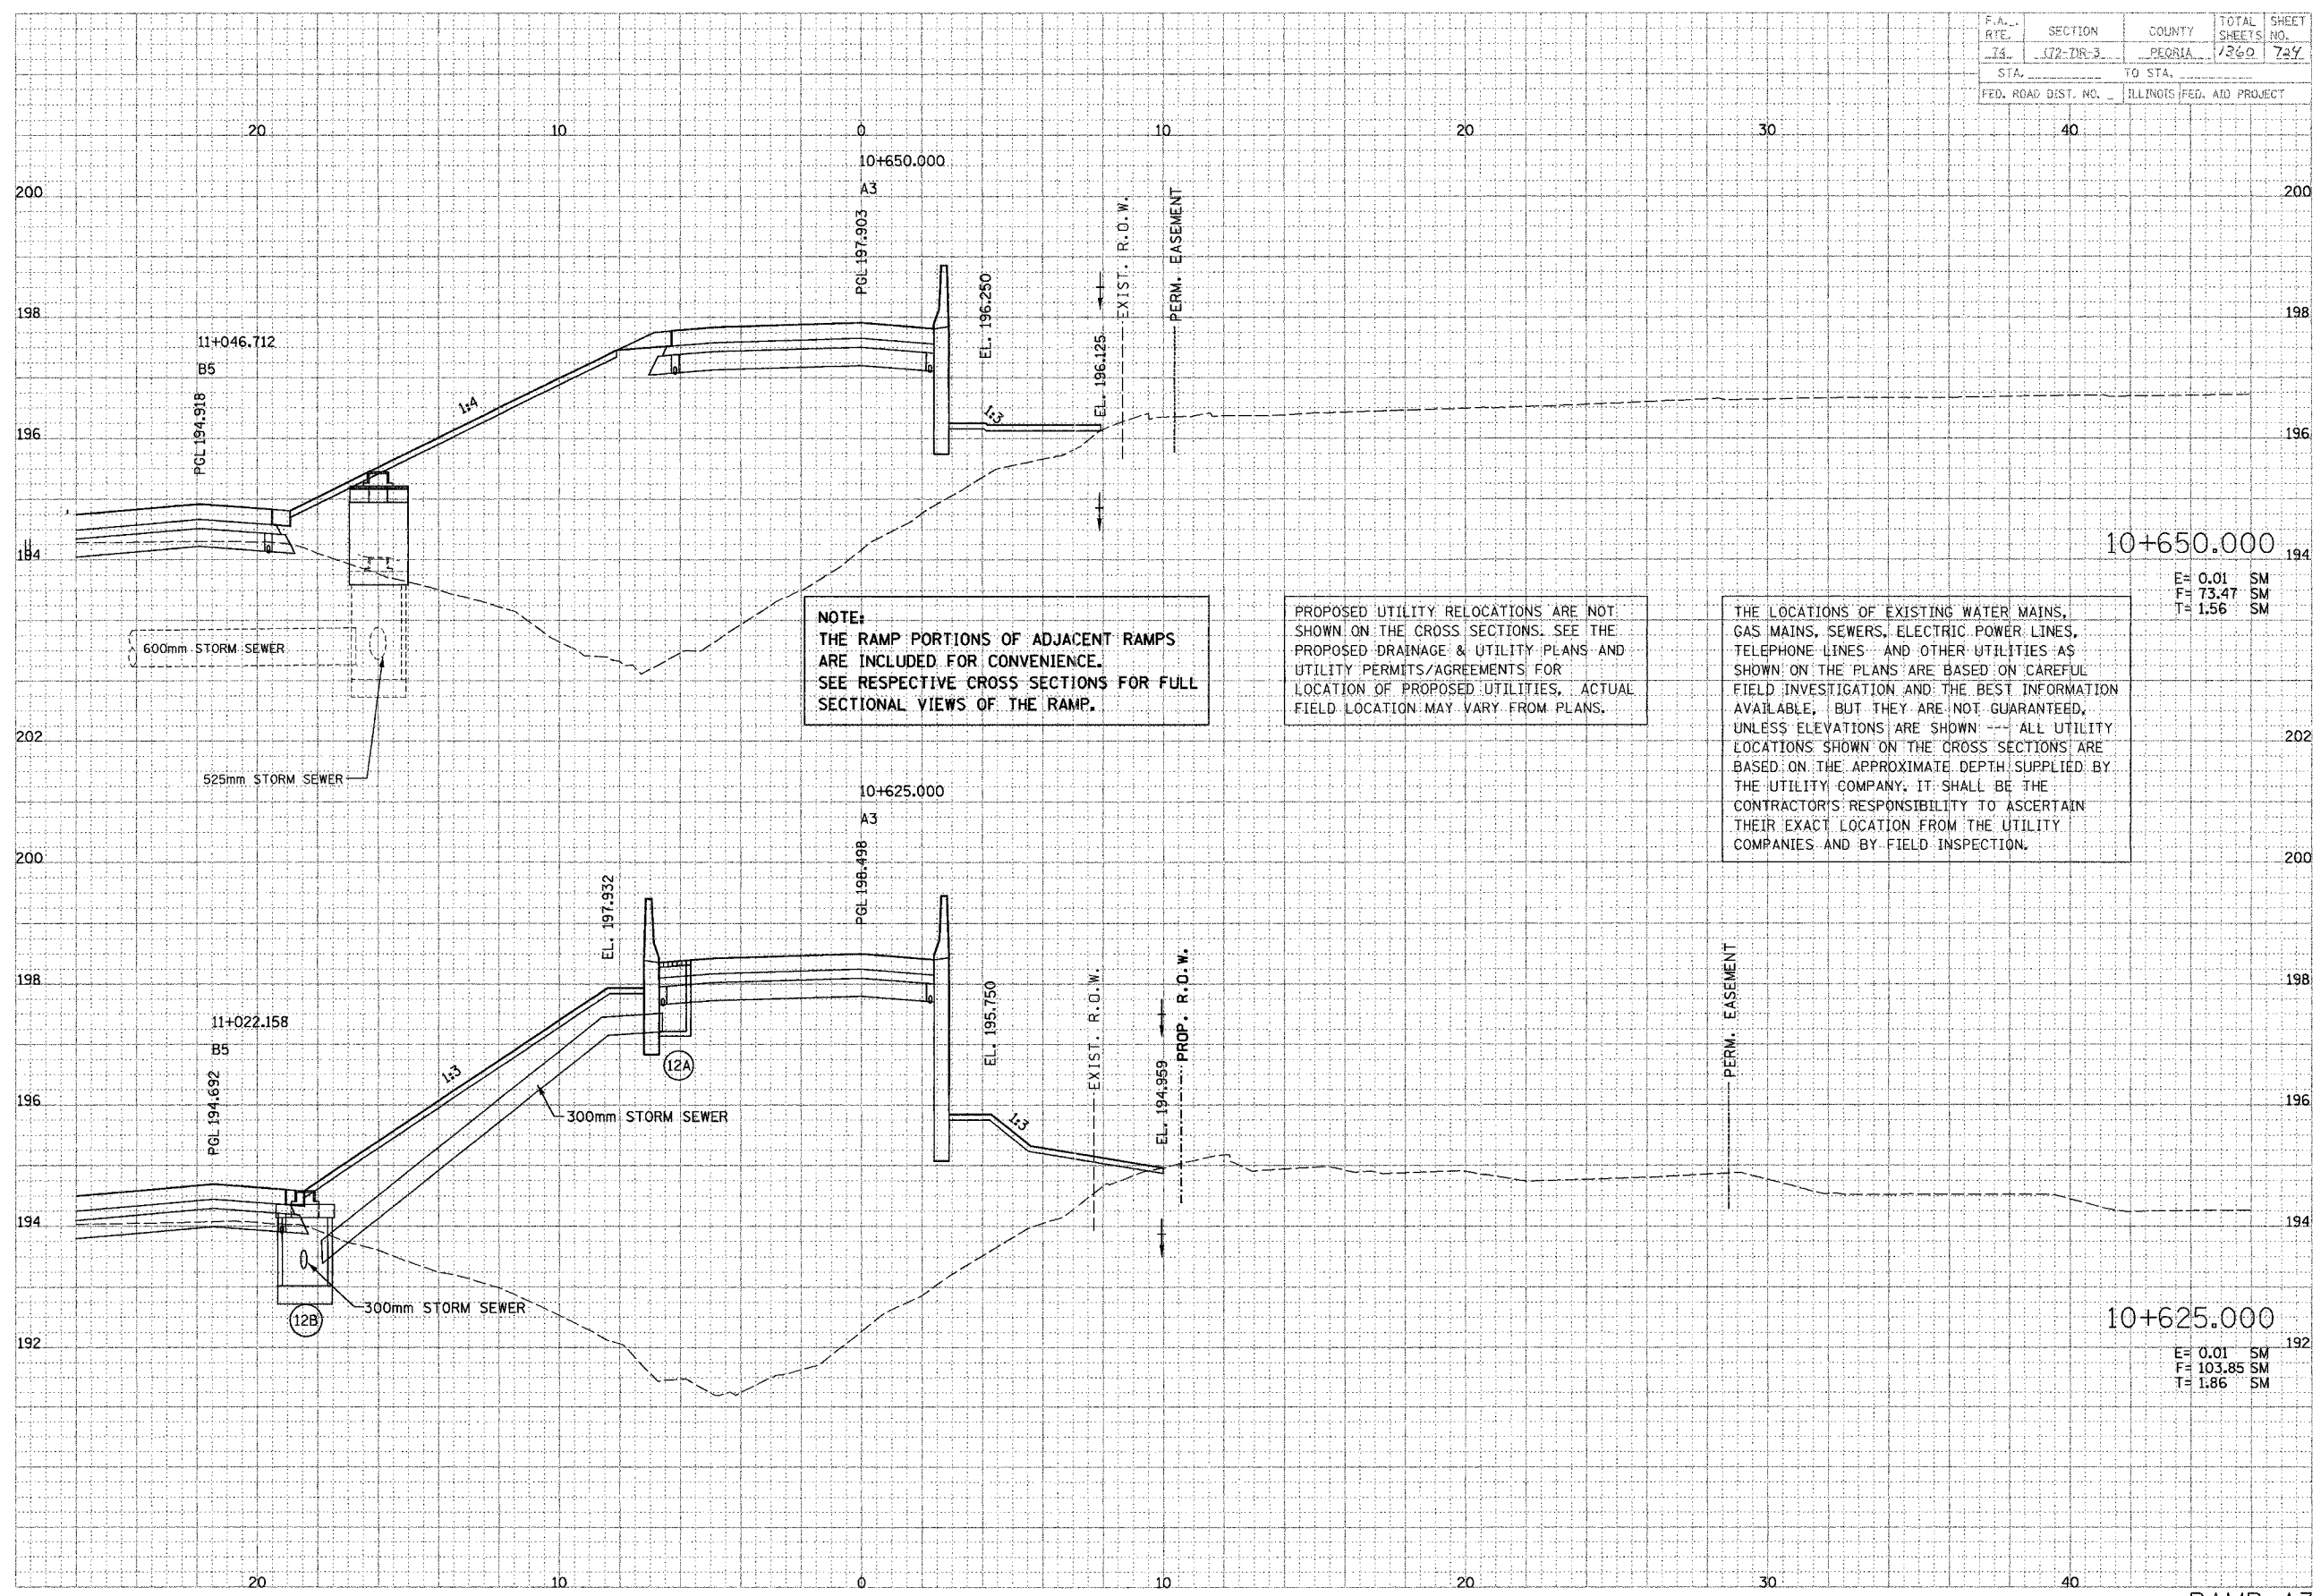 F.A. RTE. SECTION COUNTY TOTAL SHEETS SHEET NO.
74 (72-7)R-3 PEORIA 1360 724
STA. TO STA.
FED. ROAD DIST. NO. ILLINOIS FED. AID PROJECT
20 10 0 10 20 30 40
10+650.000
A3
PGL 197.903
200 200
198 198
196 196
194 194
11+046.712
B5
PGL 194.918
1:4
EL. 196.250
1:3
EL. 196.125
EXIST. R.O.W.
PERM. EASEMENT
10+650.000
E= 0.01 SM
F= 73.47 SM
T= 1.56 SM
600mm STORM SEWER
525mm STORM SEWER
NOTE:
THE RAMP PORTIONS OF ADJACENT RAMPS
ARE INCLUDED FOR CONVENIENCE.
SEE RESPECTIVE CROSS SECTIONS FOR FULL
SECTIONAL VIEWS OF THE RAMP.
PROPOSED UTILITY RELOCATIONS ARE NOT
SHOWN ON THE CROSS SECTIONS. SEE THE
PROPOSED DRAINAGE & UTILITY PLANS AND
UTILITY PERMITS/AGREEMENTS FOR
LOCATION OF PROPOSED UTILITIES. ACTUAL
FIELD LOCATION MAY VARY FROM PLANS.
THE LOCATIONS OF EXISTING WATER MAINS,
GAS MAINS, SEWERS, ELECTRIC POWER LINES,
TELEPHONE LINES AND OTHER UTILITIES AS
SHOWN ON THE PLANS ARE BASED ON CAREFUL
FIELD INVESTIGATION AND THE BEST INFORMATION
AVAILABLE, BUT THEY ARE NOT GUARANTEED,
UNLESS ELEVATIONS ARE SHOWN --- ALL UTILITY
LOCATIONS SHOWN ON THE CROSS SECTIONS ARE
BASED ON THE APPROXIMATE DEPTH SUPPLIED BY
THE UTILITY COMPANY. IT SHALL BE THE
CONTRACTOR'S RESPONSIBILITY TO ASCERTAIN
THEIR EXACT LOCATION FROM THE UTILITY
COMPANIES AND BY FIELD INSPECTION.
202 202
200 200
198 198
196 196
194 194
192 192
10+625.000
A3
PGL 198.498
EL. 197.932
11+022.158
B5
PGL 194.692
1:3
12A
300mm STORM SEWER
EL. 195.750
1:3
EXIST. R.O.W.
EL. 194.959
PROP. R.O.W.
PERM. EASEMENT
300mm STORM SEWER
12B
10+625.000
E= 0.01 SM
F= 103.85 SM
T= 1.86 SM
20 10 0 10 20 30 40